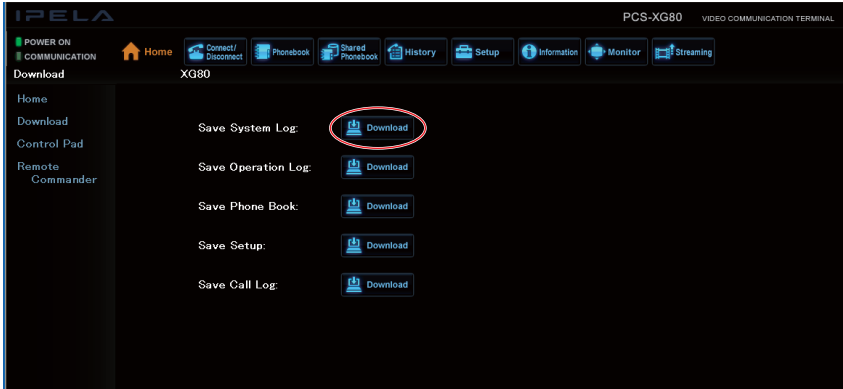 IPELA
PCS-XG80 VIDEO COMMUNICATION TERMINAL
POWER ON
COMMUNICATION
Home
Connect/
Disconnect
Phonebook
Shared
Phonebook
History
Setup
Information
Monitor
Streaming
Download
XG80
Home
Download
Control Pad
Remote
Commander
Save System Log: Download
Save Operation Log: Download
Save Phone Book: Download
Save Setup: Download
Save Call Log: Download